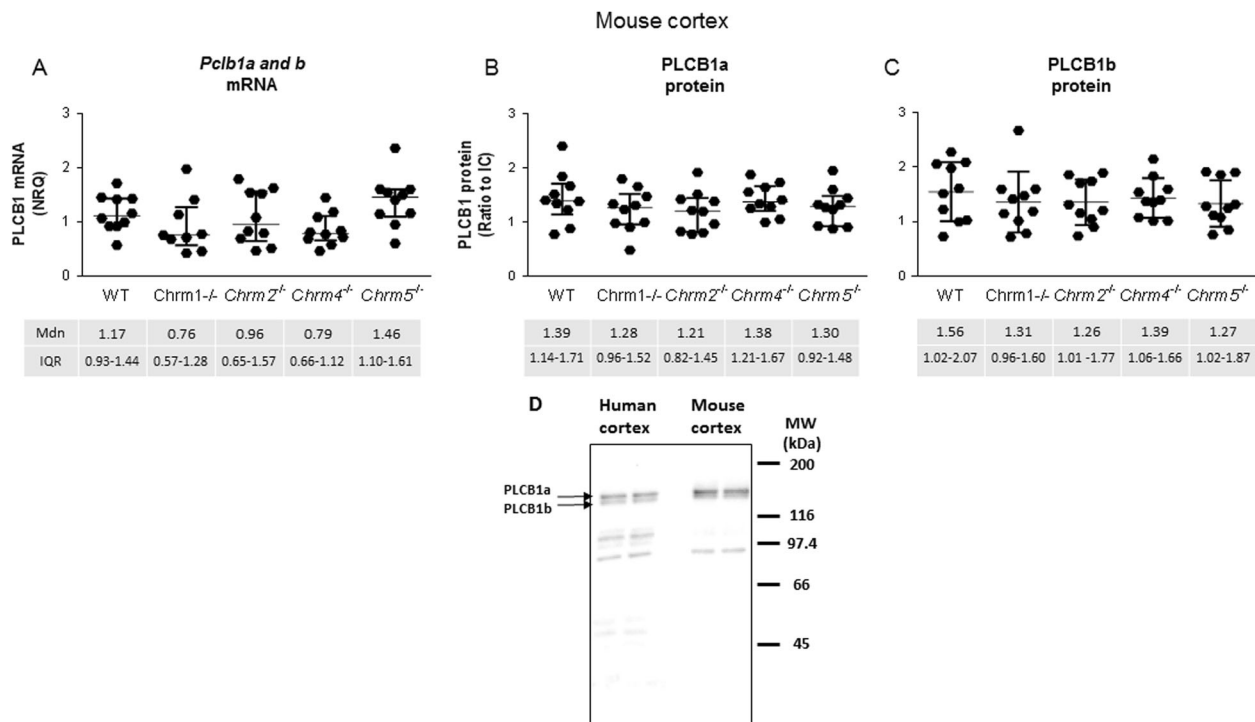 Mouse cortex
A
Pclb1a and b
mRNA
PLCB1 mRNA
(NRQ)
3
2
1
0
WT Chrm1-/- Chrm2-/- Chrm4-/- Chrm5-/-
Mdn 1.17 0.76 0.96 0.79 1.46
IQR 0.93-1.44 0.57-1.28 0.65-1.57 0.66-1.12 1.10-1.61
B
PLCB1a
protein
PLCB1 protein
(Ratio to IC)
3
2
1
0
WT Chrm1-/- Chrm2-/- Chrm4-/- Chrm5-/-
1.39 1.28 1.21 1.38 1.30
1.14-1.71 0.96-1.52 0.82-1.45 1.21-1.67 0.92-1.48
C
PLCB1b
protein
3
2
1
0
WT Chrm1-/- Chrm2-/- Chrm4-/- Chrm5-/-
1.56 1.31 1.26 1.39 1.27
1.02-2.07 0.96-1.60 1.01 -1.77 1.06-1.66 1.02-1.87
D
Human
cortex
Mouse
cortex
MW
(kDa)
PLCB1a
PLCB1b
200
116
97.4
66
45